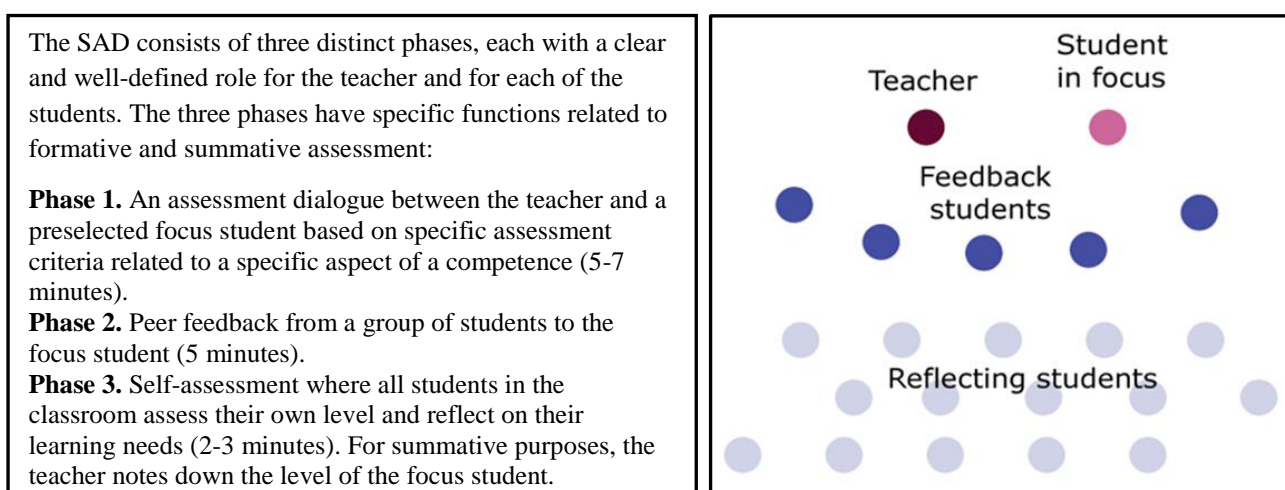 The SAD consists of three distinct phases, each with a clear
and well-defined role for the teacher and for each of the
students. The three phases have specific functions related to
formative and summative assessment:
Phase 1. An assessment dialogue between the teacher and a
preselected focus student based on specific assessment
criteria related to a specific aspect of a competence (5-7
minutes).
Phase 2. Peer feedback from a group of students to the
focus student (5 minutes).
Phase 3. Self-assessment where all students in the
classroom assess their own level and reflect on their
learning needs (2-3 minutes). For summative purposes, the
teacher notes down the level of the focus student.
Teacher
Student
in focus
Feedback
students
Reflecting students